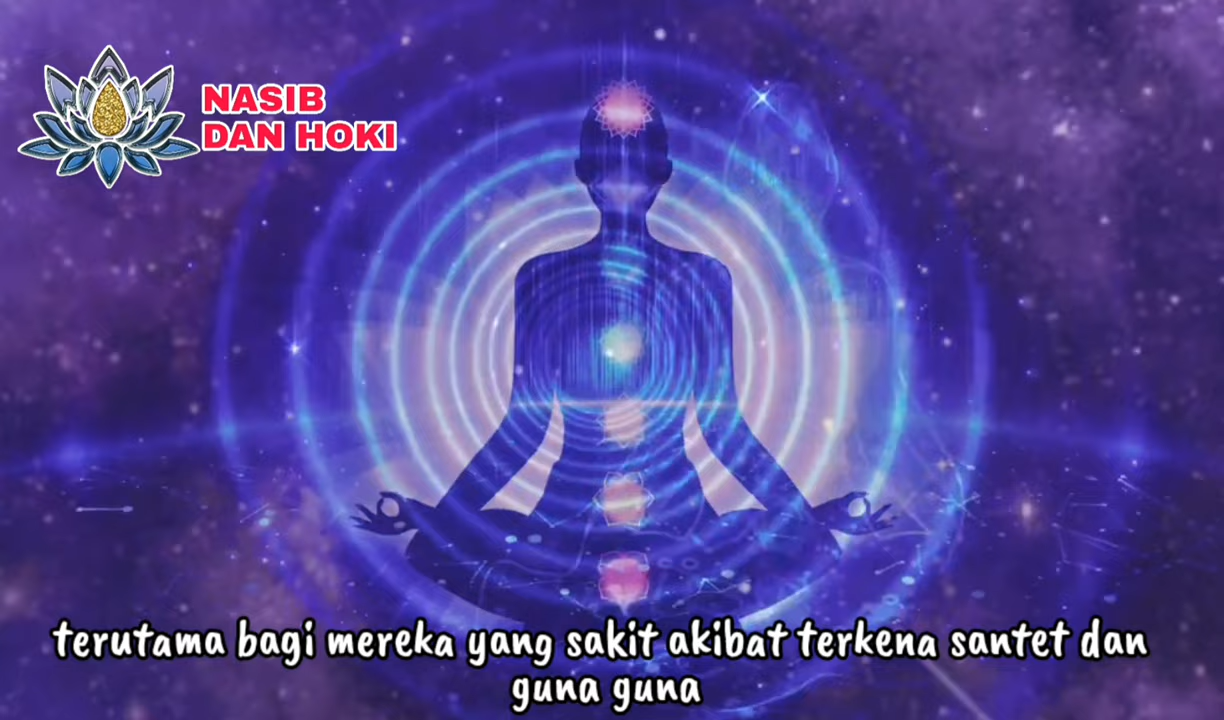 NASIB
DAN HOKI
terutama bagi mereka yang sakit akibat terkena santet dan
guna guna